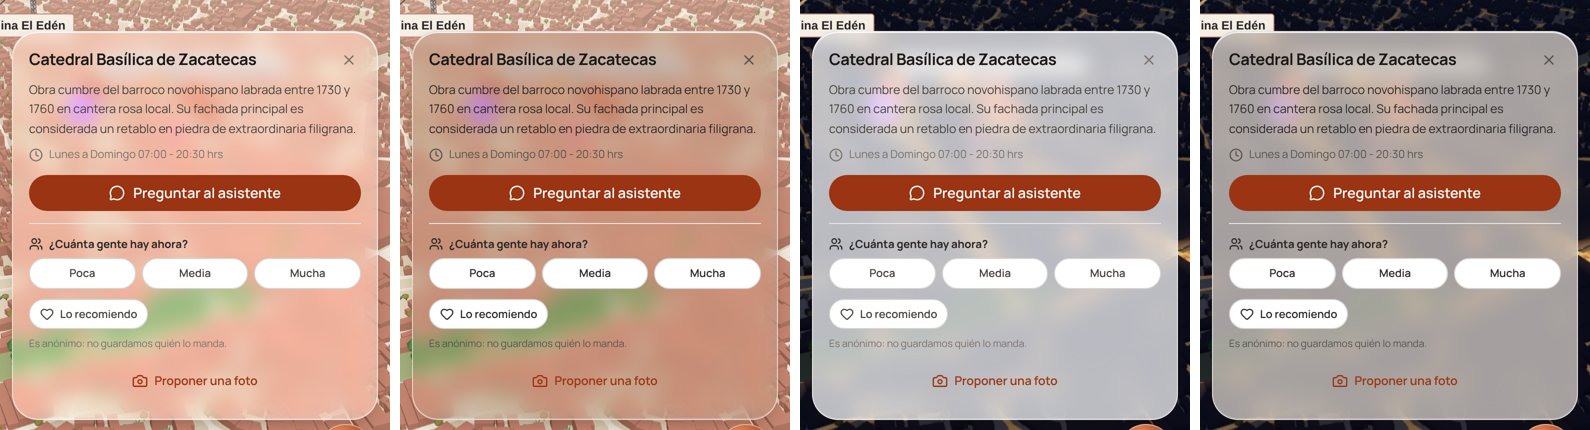 ina El Edén
Catedral Basílica de Zacatecas
Obra cumbre del barroco novohispano labrada entre 1730 y
1760 en cantera rosa local. Su fachada principal es
considerada un retablo en piedra de extraordinaria filigrana.
Lunes a Domingo 07:00 - 20:30 hrs
Preguntar al asistente
¿Cuánta gente hay ahora?
Poca Media Mucha
Lo recomiendo
Es anónimo: no guardamos quién lo manda.
Proponer una foto
ina El Edén
Catedral Basílica de Zacatecas
Obra cumbre del barroco novohispano labrada entre 1730 y
1760 en cantera rosa local. Su fachada principal es
considerada un retablo en piedra de extraordinaria filigrana.
Lunes a Domingo 07:00 - 20:30 hrs
Preguntar al asistente
¿Cuánta gente hay ahora?
Poca Media Mucha
Lo recomiendo
Es anónimo: no guardamos quién lo manda.
Proponer una foto
ina El Edén
Catedral Basílica de Zacatecas
Obra cumbre del barroco novohispano labrada entre 1730 y
1760 en cantera rosa local. Su fachada principal es
considerada un retablo en piedra de extraordinaria filigrana.
Lunes a Domingo 07:00 - 20:30 hrs
Preguntar al asistente
¿Cuánta gente hay ahora?
Poca Media Mucha
Lo recomiendo
Es anónimo: no guardamos quién lo manda.
Proponer una foto
ina El Edén
Catedral Basílica de Zacatecas
Obra cumbre del barroco novohispano labrada entre 1730 y
1760 en cantera rosa local. Su fachada principal es
considerada un retablo en piedra de extraordinaria filigrana.
Lunes a Domingo 07:00 - 20:30 hrs
Preguntar al asistente
¿Cuánta gente hay ahora?
Poca Media Mucha
Lo recomiendo
Es anónimo: no guardamos quién lo manda.
Proponer una foto